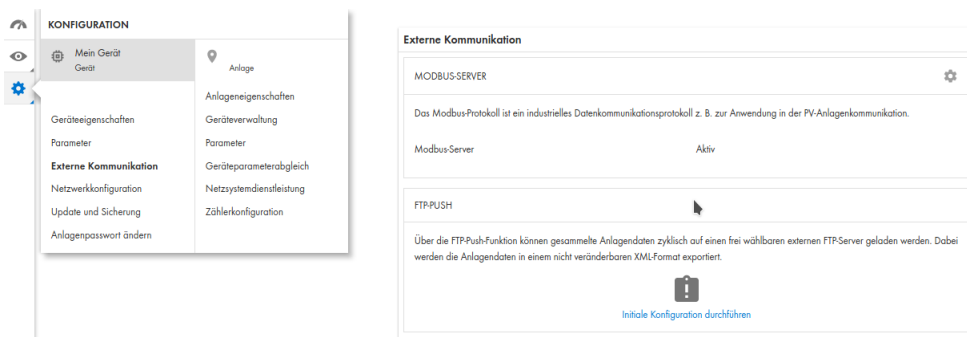 KONFIGURATION
Mein Gerät
Gerät
Anlage
Geräteeigenschaften
Parameter
Externe Kommunikation
Netzwerkkonfiguration
Update und Sicherung
Anlagenpasswort ändern
Anlageneigenschaften
Geräteverwaltung
Parameter
Geräteparameterabgleich
Netzsystemdienstleistung
Zählerkonfiguration
Externe Kommunikation
MODBUS-SERVER
Das Modbus-Protokoll ist ein industrielles Datenkommunikationsprotokoll z. B. zur Anwendung in der PV-Anlagenkommunikation.
Modbus-Server Aktiv
FTP-PUSH
Über die FTP-Push-Funktion können gesammelte Anlagendaten zyklisch auf einen frei wählbaren externen FTP-Server geladen werden. Dabei
werden die Anlagendaten in einem nicht veränderbaren XML-Format exportiert.
Initiale Konfiguration durchführen